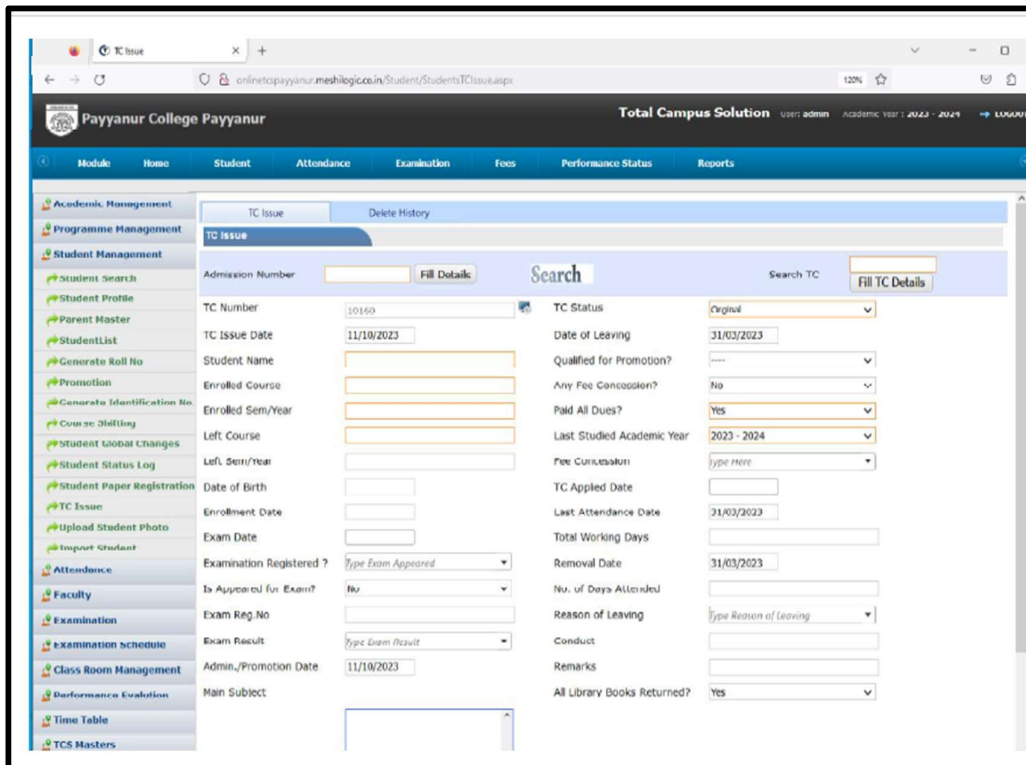 TC Issue
onlinetcspayyanur.meshilogic.co.in/Student/StudentsTCIssue.aspx
120%
Payyanur College Payyanur
Total Campus Solution User: admin Academic Year : 2023 - 2024 LOGOUT
Module Home Student Attendance Examination Fees Performance Status Reports
Academic Management
Programme Management
Student Management
Student Search
Student Profile
Parent Master
StudentList
Generate Roll No
Promotion
Generate Identification No.
Course Shifting
Student Global Changes
Student Status Log
Student Paper Registration
TC Issue
Upload Student Photo
Import Student
Attendance
Faculty
Examination
Examination Schedule
Class Room Management
Performance Evalution
Time Table
TCS Masters
TC Issue Delete History
TC Issue
Admission Number Fill Details Search Search TC
Fill TC Details
TC Number 10160 TC Status Orginal
TC Issue Date 11/10/2023 Date of Leaving 31/03/2023
Student Name Qualified for Promotion? ----
Enrolled Course Any Fee Concession? No
Enrolled Sem/Year Paid All Dues? Yes
Left Course Last Studied Academic Year 2023 - 2024
Left Sem/Year Fee Concession Type Here
Date of Birth TC Applied Date
Enrollment Date Last Attendance Date 31/03/2023
Exam Date Total Working Days
Examination Registered ? Type Exam Appeared Removal Date 31/03/2023
Is Appeared for Exam? No No. of Days Attended
Exam Reg.No Reason of Leaving Type Reason of Leaving
Exam Result Type Exam Result Conduct
Admin./Promotion Date 11/10/2023 Remarks
Main Subject All Library Books Returned? Yes